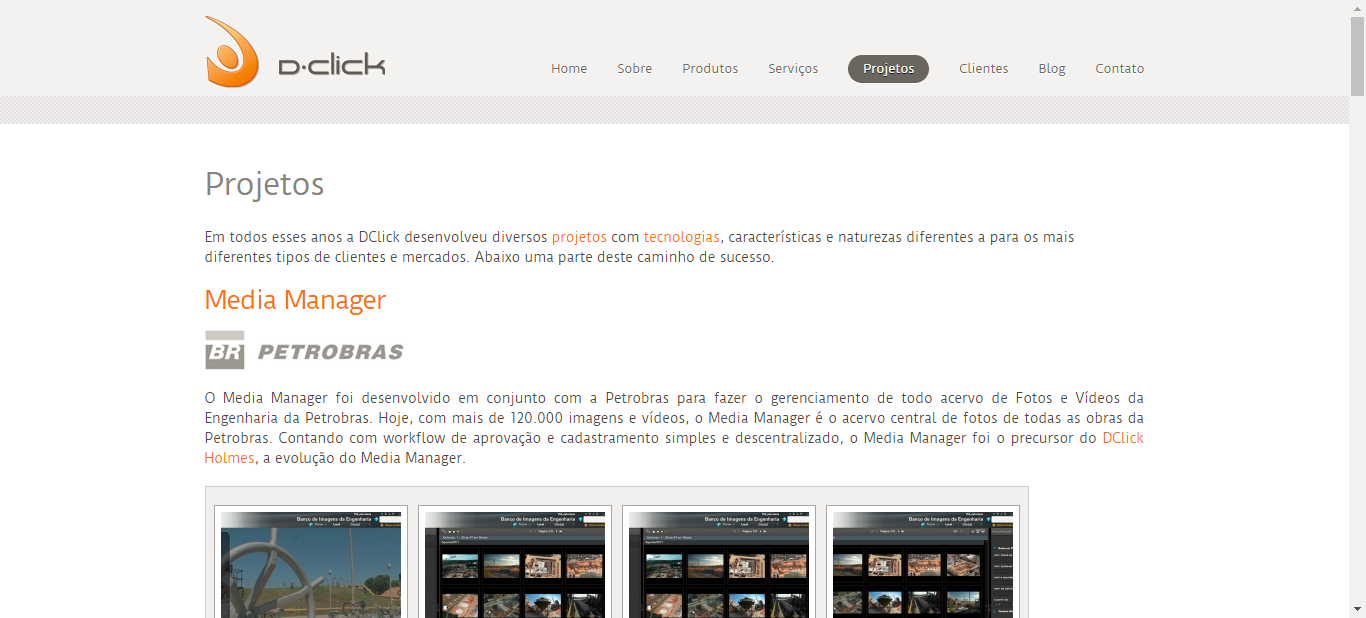 D·click
Home Sobre Produtos Serviços Projetos Clientes Blog Contato
Projetos
Em todos esses anos a DClick desenvolveu diversos projetos com tecnologias, características e naturezas diferentes a para os mais
diferentes tipos de clientes e mercados. Abaixo uma parte deste caminho de sucesso.
Media Manager
BR PETROBRAS
O Media Manager foi desenvolvido em conjunto com a Petrobras para fazer o gerenciamento de todo acervo de Fotos e Vídeos da
Engenharia da Petrobras. Hoje, com mais de 120.000 imagens e vídeos, o Media Manager é o acervo central de fotos de todas as obras da
Petrobras. Contando com workflow de aprovação e cadastramento simples e descentralizado, o Media Manager foi o precursor do DClick
Holmes, a evolução do Media Manager.
Banco de Imagens da Engenharia
Banco de Imagens da Engenharia
Banco de Imagens da Engenharia
Banco de Imagens da Engenharia